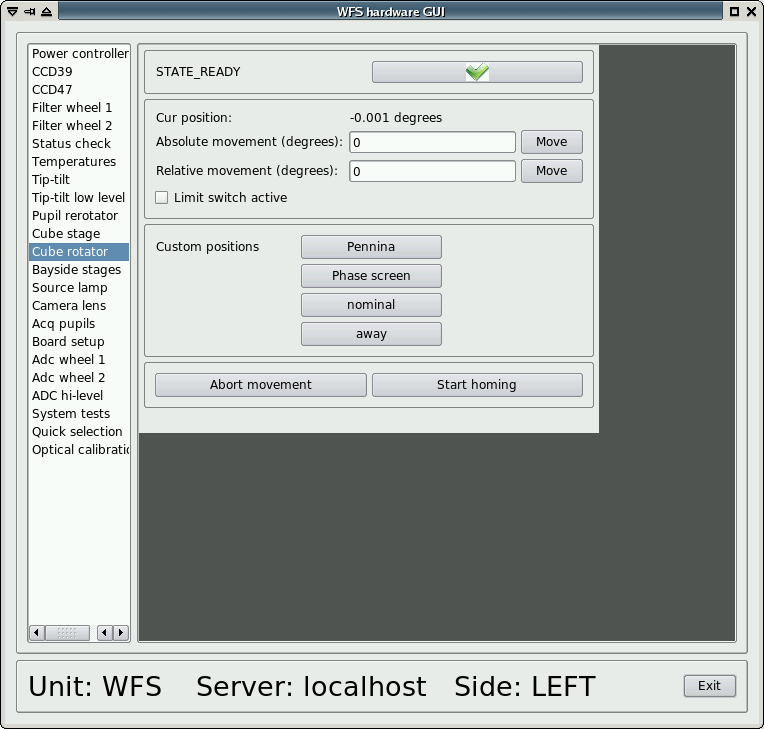 WFS hardware GUI
Power controller
CCD39
CCD47
Filter wheel 1
Filter wheel 2
Status check
Temperatures
Tip-tilt
Tip-tilt low level
Pupil rerotator
Cube stage
Cube rotator
Bayside stages
Source lamp
Camera lens
Acq pupils
Board setup
Adc wheel 1
Adc wheel 2
ADC hi-level
System tests
Quick selection
Optical calibratio
STATE_READY
Cur position: -0.001 degrees
Absolute movement (degrees): 0 Move
Relative movement (degrees): 0 Move
Limit switch active
Custom positions Pennina
Phase screen
nominal
away
Abort movement Start homing
Unit: WFS Server: localhost Side: LEFT Exit